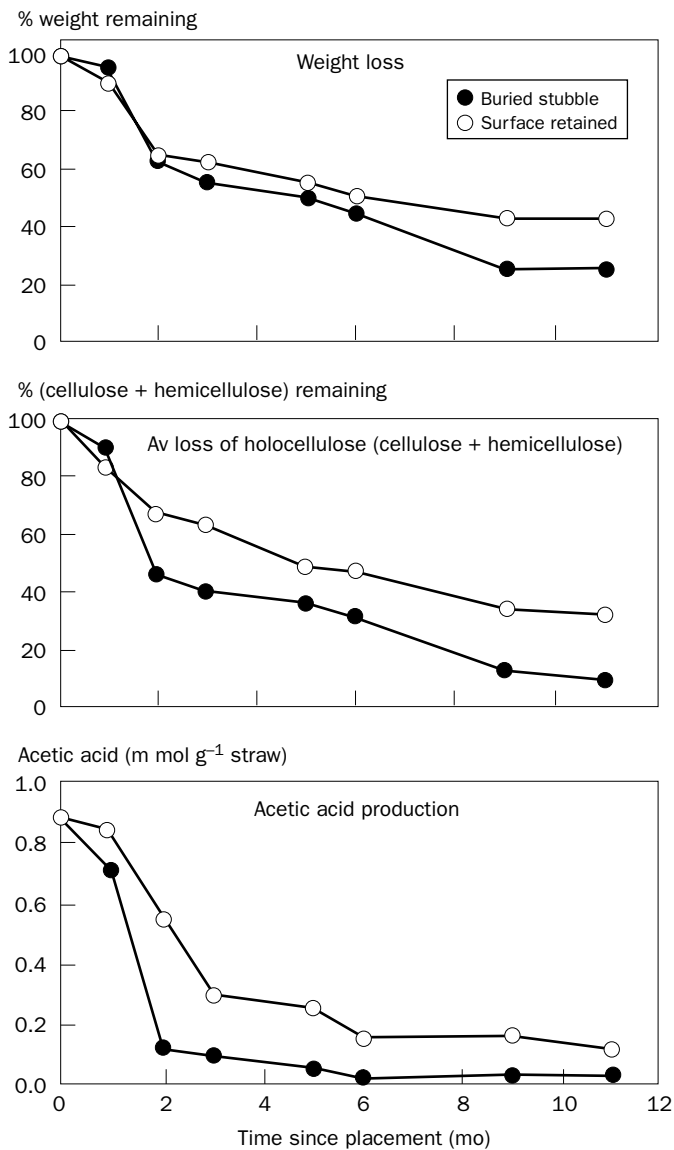 % weight remaining
Weight loss
100
80
60
40
20
0
Buried stubble
Surface retained
% (cellulose + hemicellulose) remaining
Av loss of holocellulose (cellulose + hemicellulose)
100
80
60
40
20
0
Acetic acid (m mol g–1 straw)
Acetic acid production
1.0
0.8
0.6
0.4
0.2
0.0
0 2 4 6 8 10 12
Time since placement (mo)